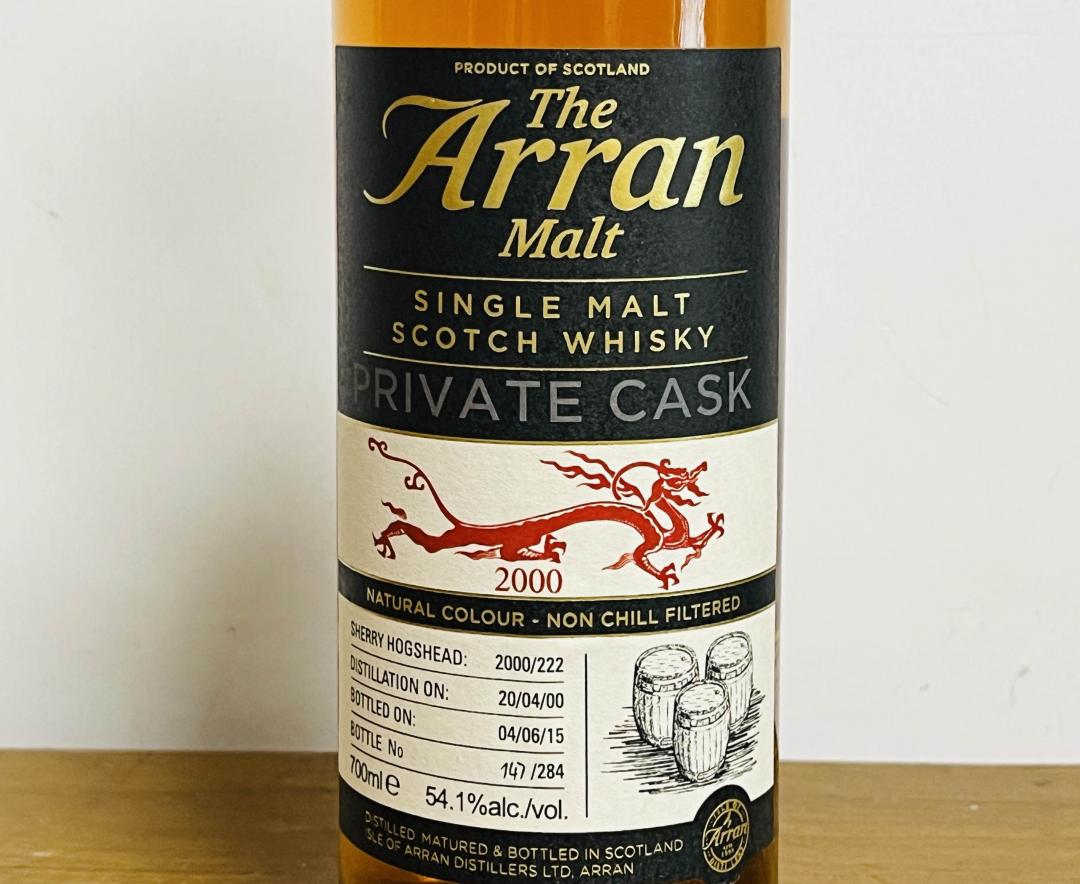 PRODUCT OF SCOTLAND
The
Arran
Malt
SINGLE MALT
SCOTCH WHISKY
PRIVATE CASK
2000
NATURAL COLOUR - NON CHILL FILTERED
SHERRY HOGSHEAD: 2000/222
DISTILLATION ON: 20/04/00
BOTTLED ON: 04/06/15
BOTTLE No 147/284
700ml e 54.1%alc./vol.
DISTILLED MATURED & BOTTLED IN SCOTLAND
ISLE OF ARRAN DISTILLERS LTD, ARRAN
ISLE OF
Arran